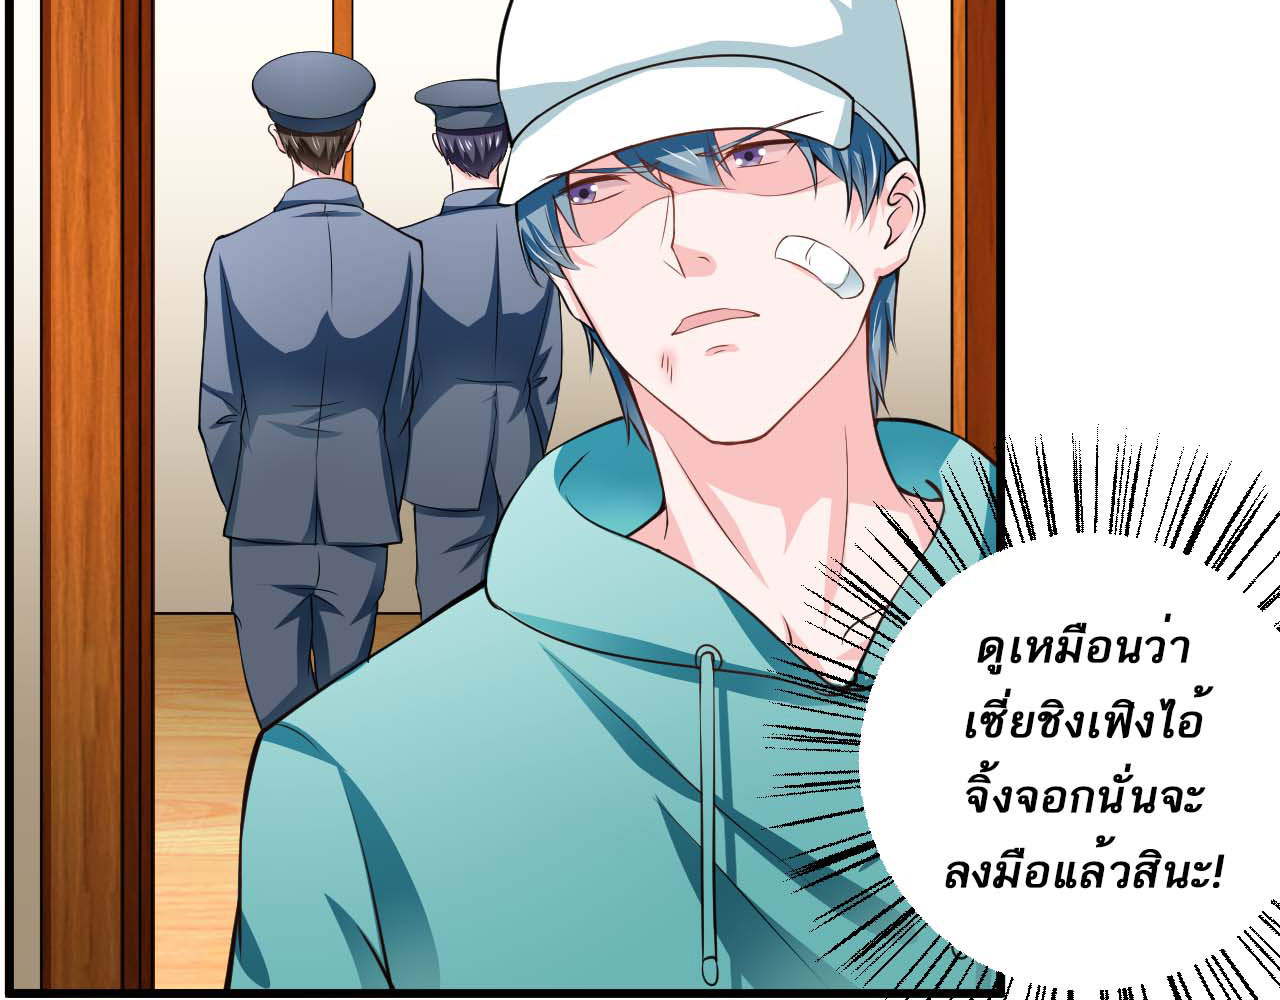 ดูเหมือนว่า
เซี่ยชิงเฟิงไอ้
จิ้งจอกนั่นจะ
ลงมือแล้วสินะ!